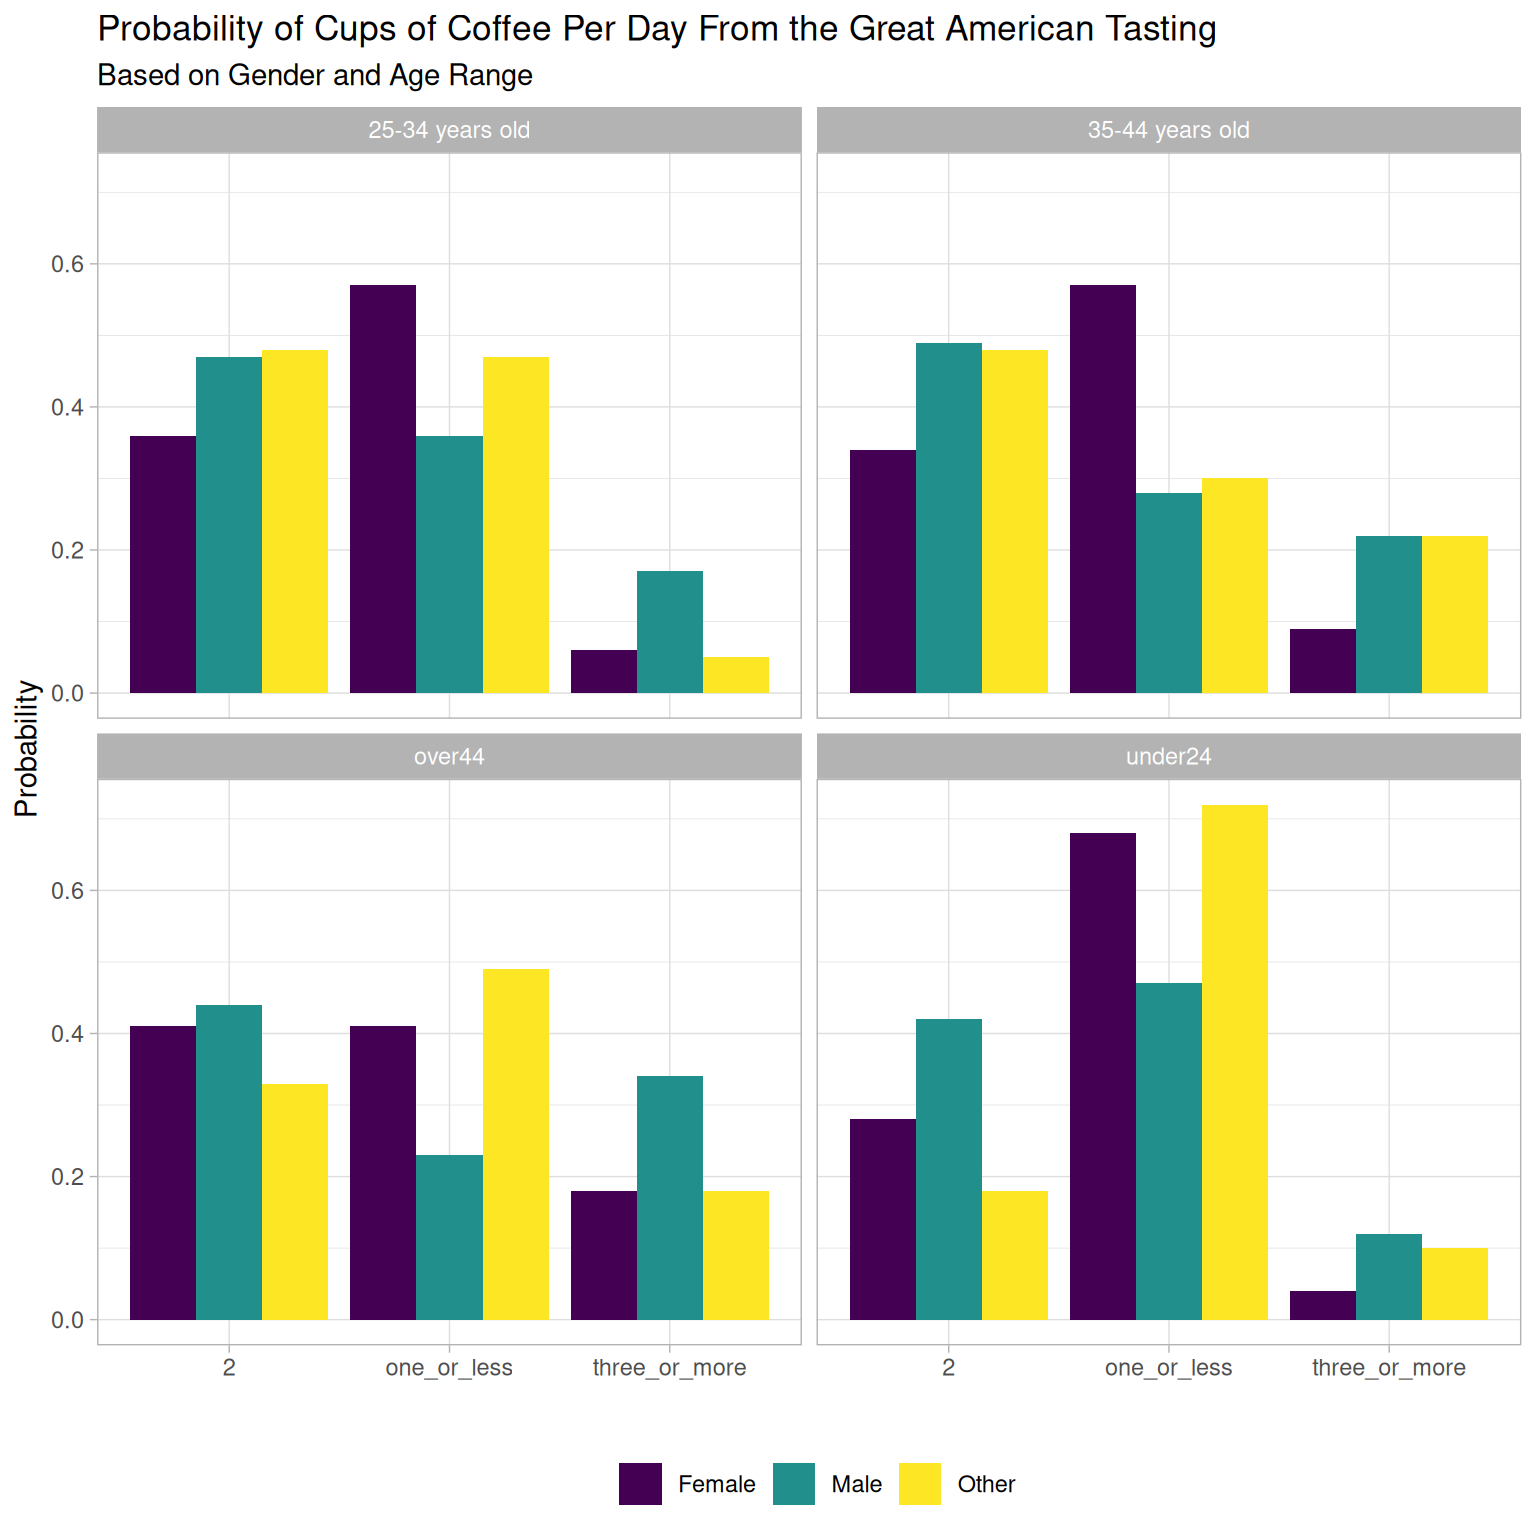 Probability of Cups of Coffee Per Day From the Great American Tasting
Based on Gender and Age Range
25-34 years old
35-44 years old
0.6
0.4
0.2
0.0
Probability
over44
under24
0.6
0.4
0.2
0.0
2
one_or_less
three_or_more
2
one_or_less
three_or_more
Female
Male
Other